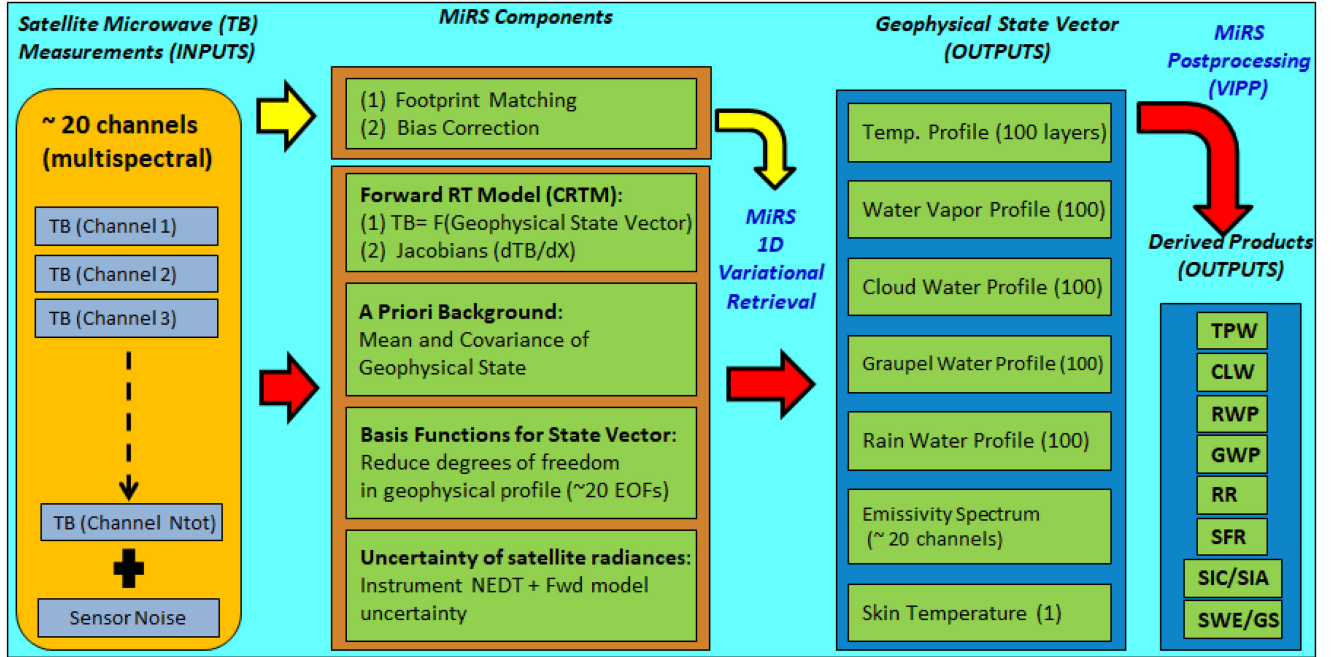 Satellite Microwave (TB)
Measurements (INPUTS)
~ 20 channels
(multispectral)
TB (Channel 1)
TB (Channel 2)
TB (Channel 3)
TB (Channel Ntot)
Sensor Noise
MiRS Components
(1) Footprint Matching
(2) Bias Correction
Forward RT Model (CRTM):
(1) TB= F(Geophysical State Vector)
(2) Jacobians (dTB/dX)
A Priori Background:
Mean and Covariance of
Geophysical State
Basis Functions for State Vector:
Reduce degrees of freedom
in geophysical profile (~20 EOFs)
Uncertainty of satellite radiances:
Instrument NEDT + Fwd model
uncertainty
MiRS
1D
Variational
Retrieval
Geophysical State Vector
(OUTPUTS)
Temp. Profile (100 layers)
Water Vapor Profile (100)
Cloud Water Profile (100)
Graupel Water Profile (100)
Rain Water Profile (100)
Emissivity Spectrum
(~ 20 channels)
Skin Temperature (1)
MiRS
Postprocessing
(VIPP)
Derived Products
(OUTPUTS)
TPW
CLW
RWP
GWP
RR
SFR
SIC/SIA
SWE/GS